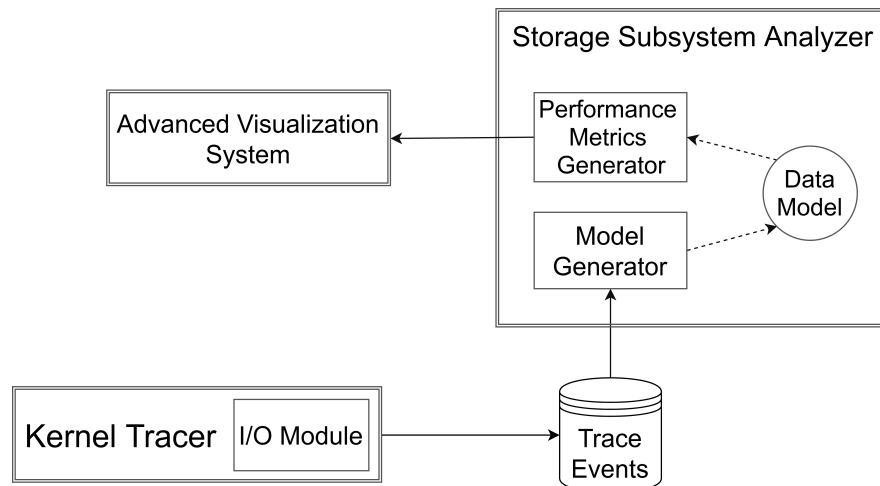 Storage Subsystem Analyzer
Advanced Visualization
System
Performance
Metrics
Generator
Data
Model
Model
Generator
Kernel Tracer
I/O Module
Trace
Events